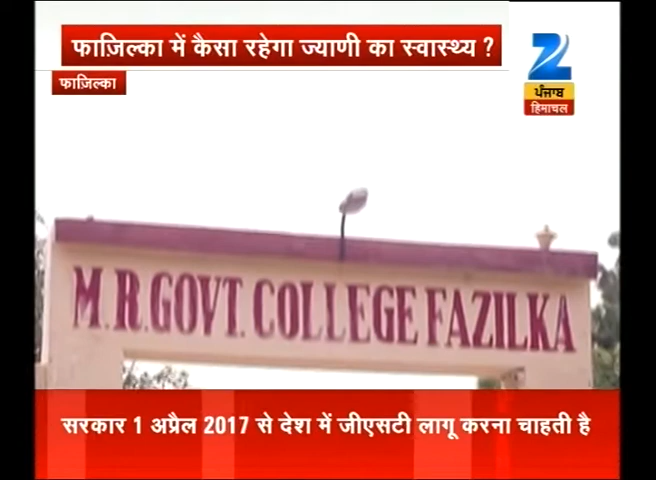 फाज़िल्का में कैसा रहेगा ज्याणी का स्वास्थ्य ?
फाज़िल्का
ਪੰਜਾਬ
हिमाचल
M.R.GOVT.COLLEGE FAZILKA
सरकार 1 अप्रैल 2017 से देश में जीएसटी लागू करना चाहती है